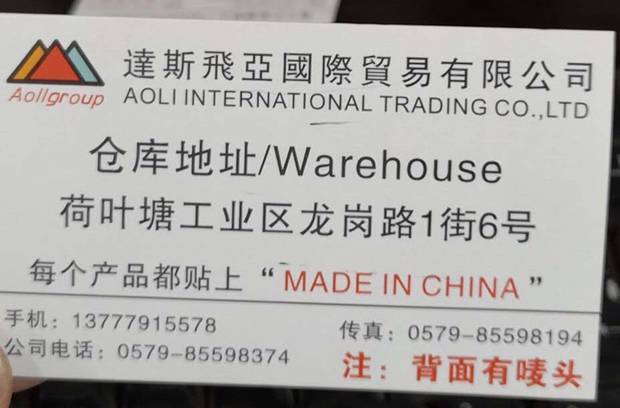 達斯飛亞國際貿易有限公司
Aollgroup
AOLI INTERNATIONAL TRADING CO.,LTD
仓库地址/Warehouse
荷叶塘工业区龙岗路1街6号
每个产品都贴上“MADE IN CHINA”
手机：13777915578
传真：0579-85598194
公司电话：0579-85598374
注：背面有唛头